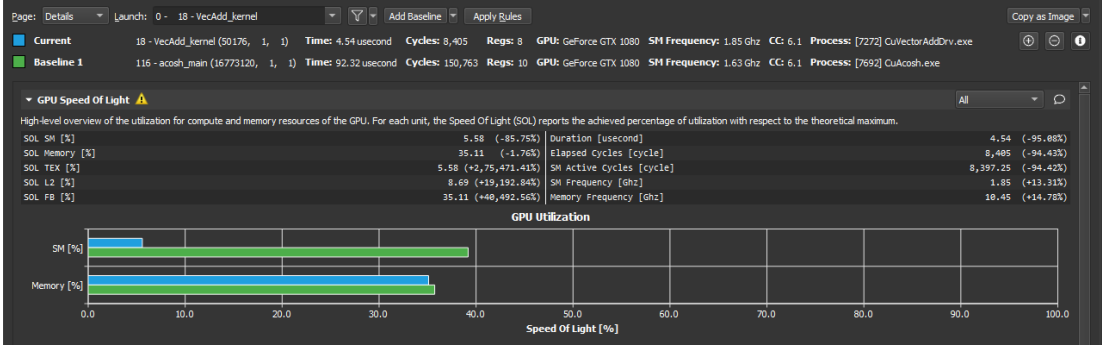 Page: Details Launch: 0 - 18 - VecAdd_kernel Add Baseline Apply Rules Copy as Image
Current 18 - VecAdd_kernel (50176, 1, 1) Time: 4.54 usecond Cycles: 8,405 Regs: 8 GPU: GeForce GTX 1080 SM Frequency: 1.85 Ghz CC: 6.1 Process: [7272] CuVectorAddDrv.exe
Baseline 1 116 - acosh_main (16773120, 1, 1) Time: 92.32 usecond Cycles: 150,763 Regs: 10 GPU: GeForce GTX 1080 SM Frequency: 1.63 Ghz CC: 6.1 Process: [7692] CuAcosh.exe
GPU Speed Of Light All
High-level overview of the utilization for compute and memory resources of the GPU. For each unit, the Speed Of Light (SOL) reports the achieved percentage of utilization with respect to the theoretical maximum.
SOL SM [%] 5.58 (-85.75%) Duration [usecond] 4.54 (-95.08%)
SOL Memory [%] 35.11 (-1.76%) Elapsed Cycles [cycle] 8,405 (-94.43%)
SOL TEX [%] 5.58 (+2,75,471.41%) SM Active Cycles [cycle] 8,397.25 (-94.42%)
SOL L2 [%] 8.69 (+19,192.84%) SM Frequency [Ghz] 1.85 (+13.31%)
SOL FB [%] 35.11 (+40,492.56%) Memory Frequency [Ghz] 10.45 (+14.78%)
GPU Utilization
SM [%]
Memory [%]
0.0 10.0 20.0 30.0 40.0 50.0 60.0 70.0 80.0 90.0 100.0
Speed Of Light [%]